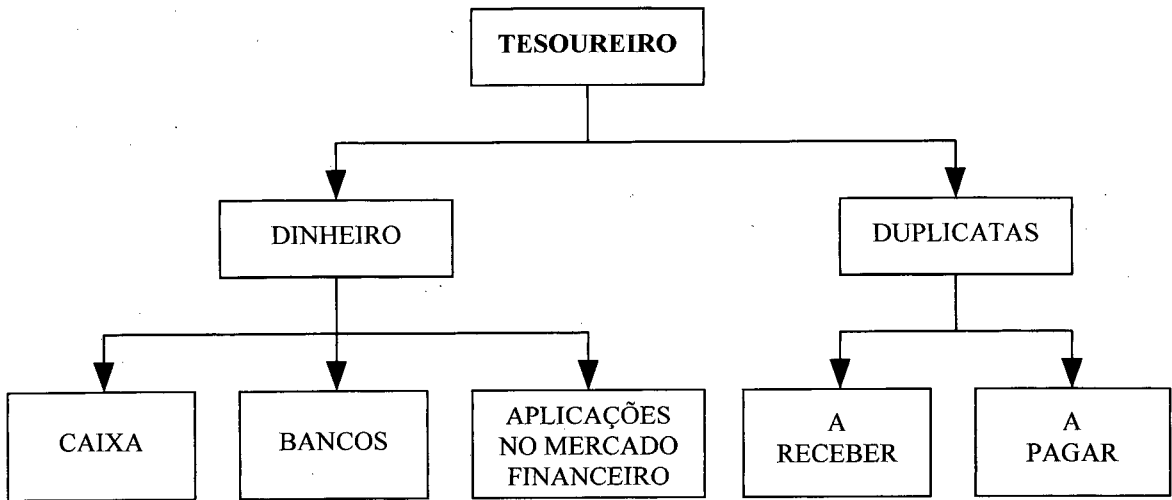 TESOUREIRO
DINHEIRO
DUPLICATAS
CAIXA
BANCOS
APLICAÇÕES
NO MERCADO
FINANCEIRO
A
RECEBER
A
PAGAR